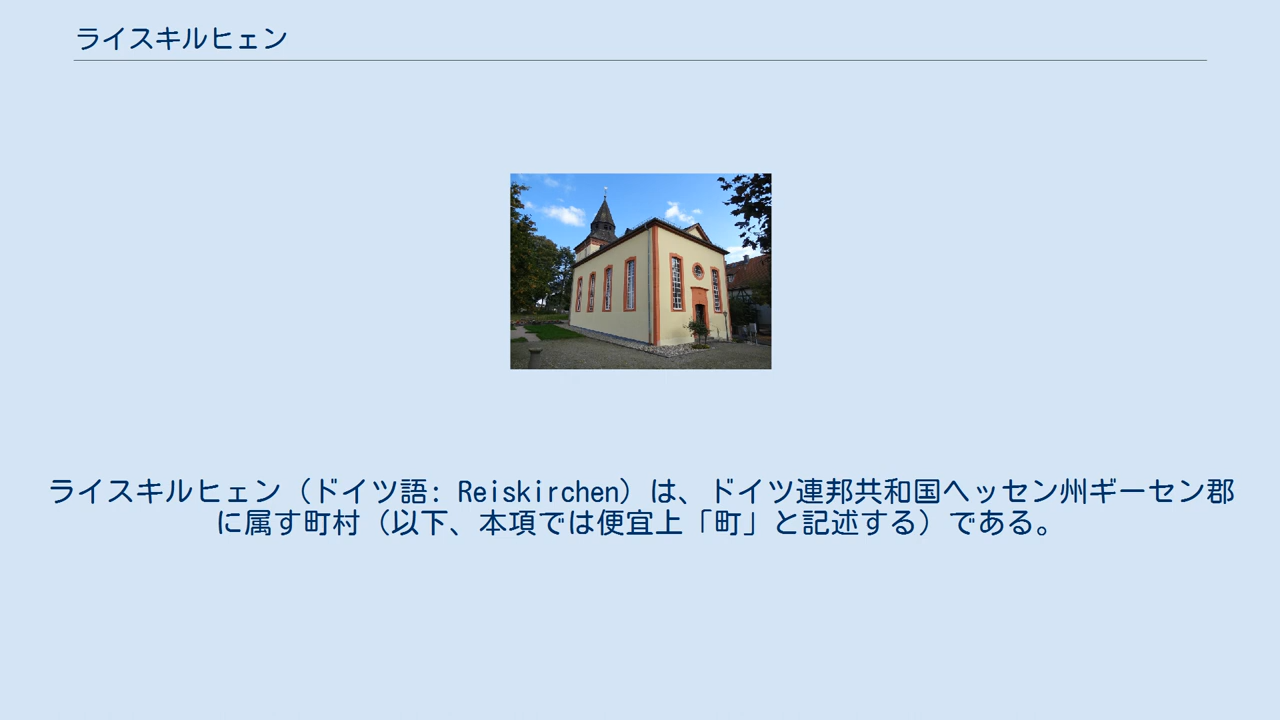 ライスキルヒェン
ライスキルヒェン（ドイツ語: Reiskirchen）は、ドイツ連邦共和国ヘッセン州ギーセン郡
に属す町村（以下、本項では便宜上「町」と記述する）である。